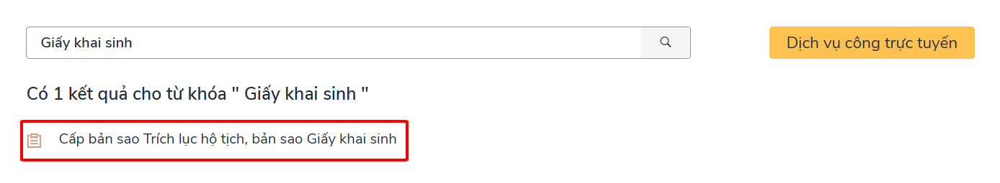 Giấy khai sinh
Dịch vụ công trực tuyến
Có 1 kết quả cho từ khóa " Giấy khai sinh "
Cấp bản sao Trích lục hộ tịch, bản sao Giấy khai sinh